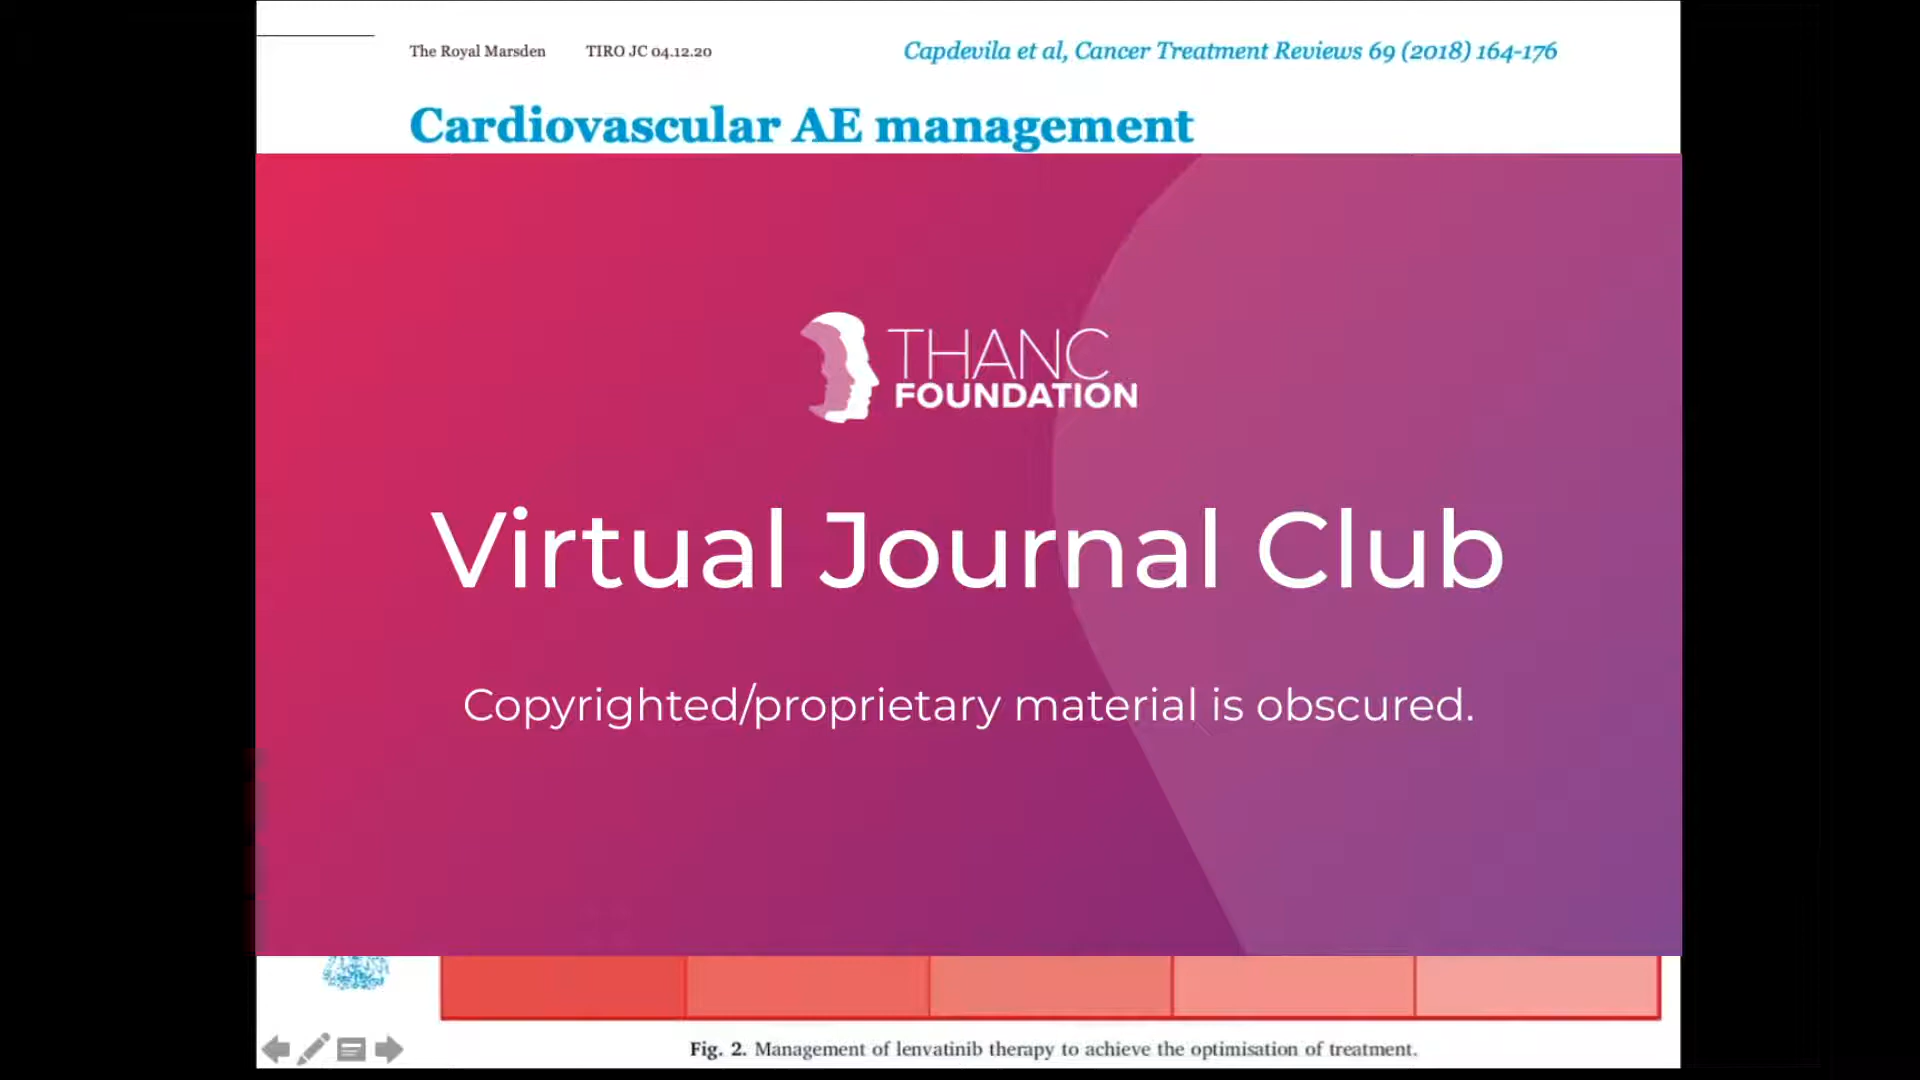 The Royal Marsden TIRO JC 04.12.20 Capdevila et al, Cancer Treatment Reviews 69 (2018) 164-176
Cardiovascular AE management
THANC
FOUNDATION
Virtual Journal Club
Copyrighted/proprietary material is obscured.
Fig. 2. Management of lenvatinib therapy to achieve the optimisation of treatment.